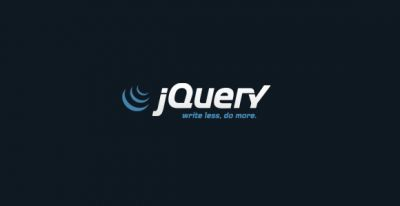 jQuery
write less, do more.